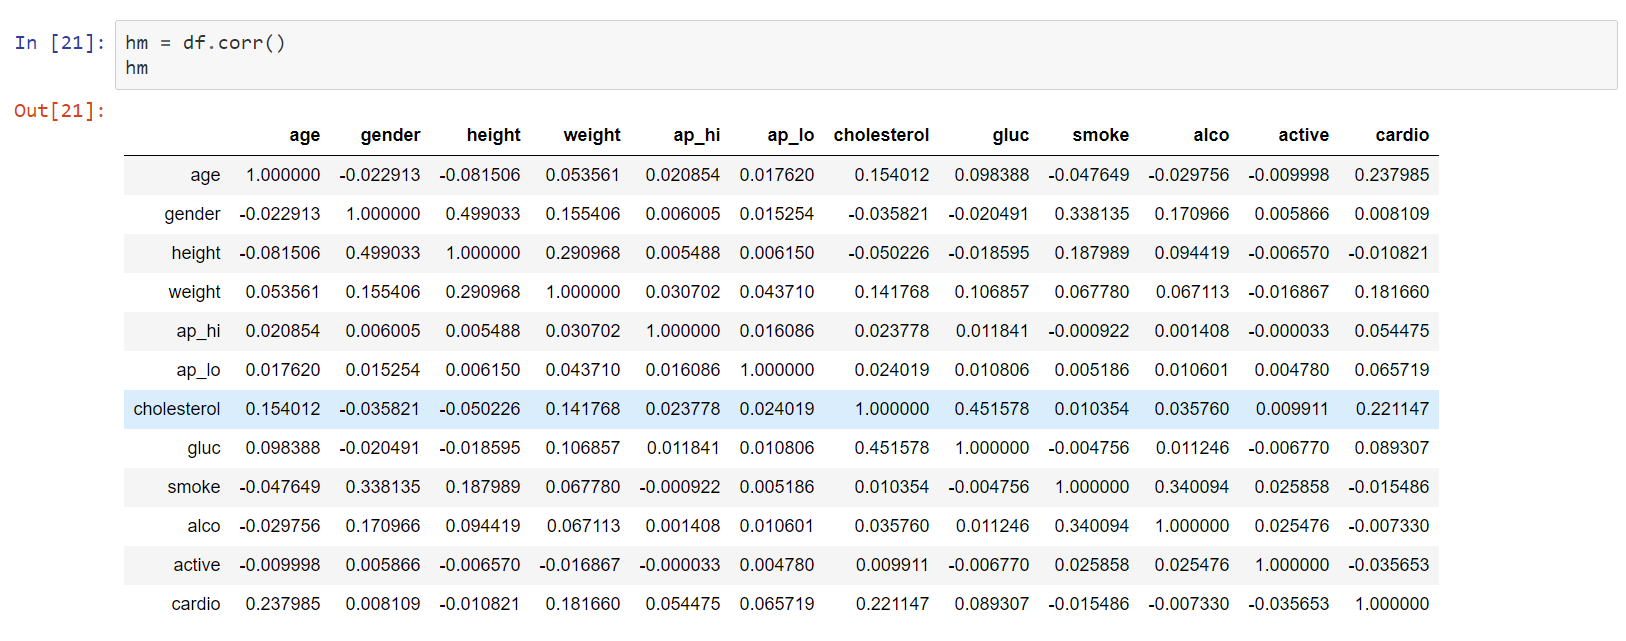 In [21]: hm = df.corr()
hm
Out[21]:
age gender height weight ap_hi ap_lo cholesterol gluc smoke alco active cardio
age 1.000000 -0.022913 -0.081506 0.053561 0.020854 0.017620 0.154012 0.098388 -0.047649 -0.029756 -0.009998 0.237985
gender -0.022913 1.000000 0.499033 0.155406 0.006005 0.015254 -0.035821 -0.020491 0.338135 0.170966 0.005866 0.008109
height -0.081506 0.499033 1.000000 0.290968 0.005488 0.006150 -0.050226 -0.018595 0.187989 0.094419 -0.006570 -0.010821
weight 0.053561 0.155406 0.290968 1.000000 0.030702 0.043710 0.141768 0.106857 0.067780 0.067113 -0.016867 0.181660
ap_hi 0.020854 0.006005 0.005488 0.030702 1.000000 0.016086 0.023778 0.011841 -0.000922 0.001408 -0.000033 0.054475
ap_lo 0.017620 0.015254 0.006150 0.043710 0.016086 1.000000 0.024019 0.010806 0.005186 0.010601 0.004780 0.065719
cholesterol 0.154012 -0.035821 -0.050226 0.141768 0.023778 0.024019 1.000000 0.451578 0.010354 0.035760 0.009911 0.221147
gluc 0.098388 -0.020491 -0.018595 0.106857 0.011841 0.010806 0.451578 1.000000 -0.004756 0.011246 -0.006770 0.089307
smoke -0.047649 0.338135 0.187989 0.067780 -0.000922 0.005186 0.010354 -0.004756 1.000000 0.340094 0.025858 -0.015486
alco -0.029756 0.170966 0.094419 0.067113 0.001408 0.010601 0.035760 0.011246 0.340094 1.000000 0.025476 -0.007330
active -0.009998 0.005866 -0.006570 -0.016867 -0.000033 0.004780 0.009911 -0.006770 0.025858 0.025476 1.000000 -0.035653
cardio 0.237985 0.008109 -0.010821 0.181660 0.054475 0.065719 0.221147 0.089307 -0.015486 -0.007330 -0.035653 1.000000